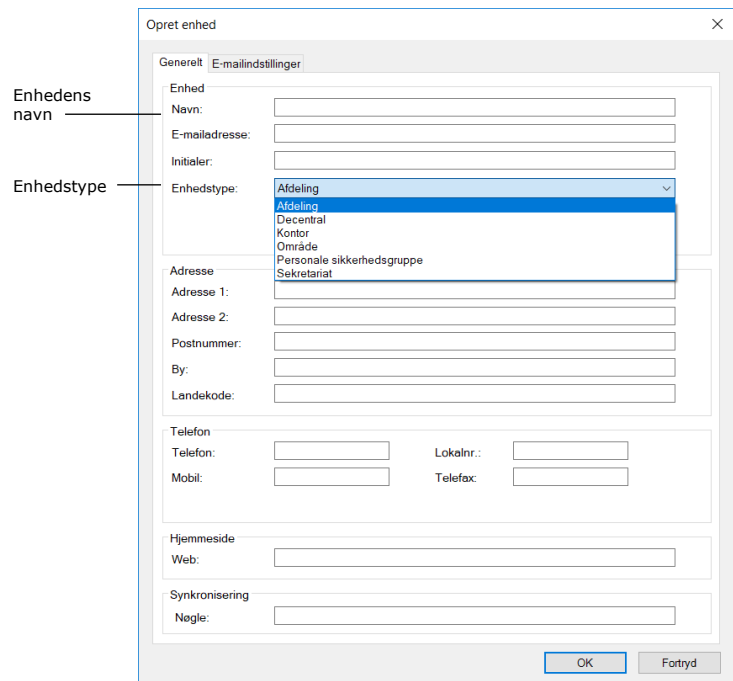 Opret enhed
Generelt E-mailindstillinger
Enhed
Enhedens
navn
Navn:
E-mailadresse:
Initialer:
Enhedstype
Enhedstype: Afdeling
Afdeling
Decentral
Kontor
Område
Personale sikkerhedsgruppe
Sekretariat
Adresse
Adresse 1:
Adresse 2:
Postnummer:
By:
Landekode:
Telefon
Telefon: Lokalnr.:
Mobil: Telefax:
Hjemmeside
Web:
Synkronisering
Nøgle:
OK Fortryd